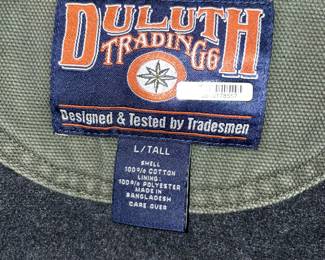 DULUTH
TRADING Co
Designed & Tested by Tradesmen
L/TALL
SHELL
100% COTTON
LINING:
100% POLYESTER
MADE IN
BANGLADESH
CARE OVER